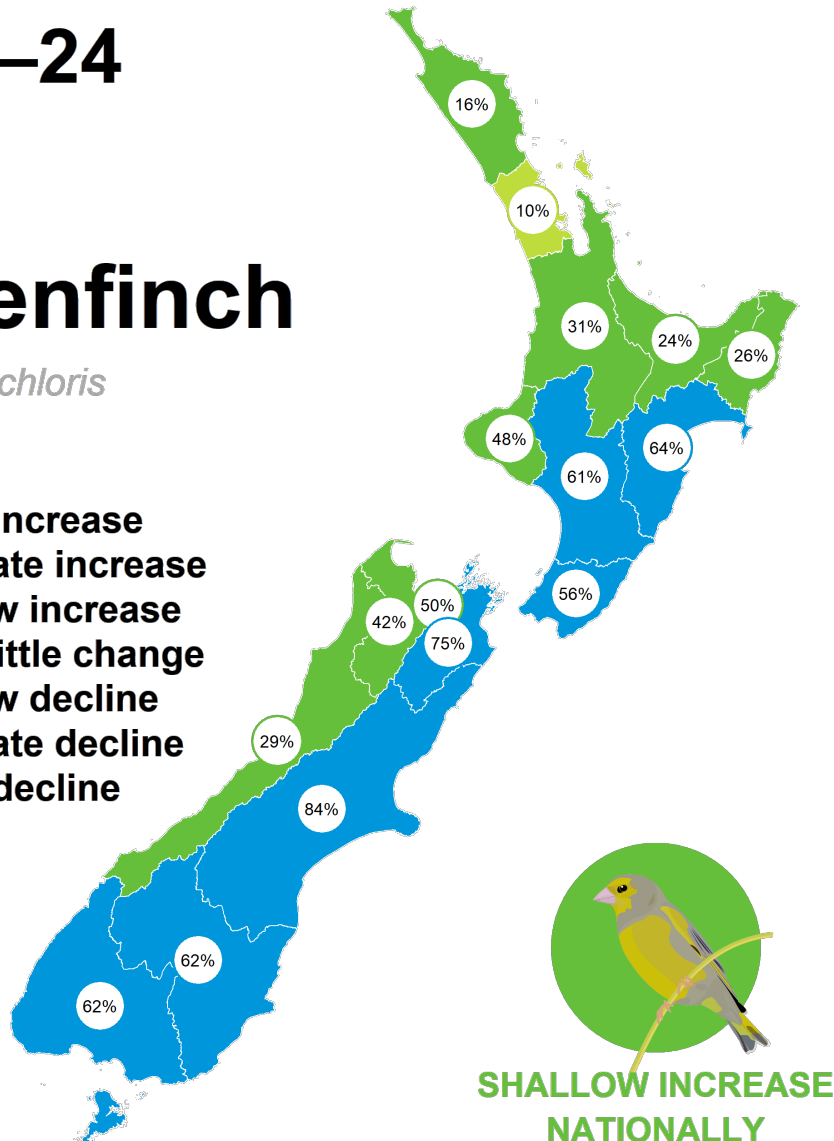 –24
enfinch
chloris
ncrease
ate increase
w increase
ittle change
w decline
ate decline
decline
16%
10%
31%
24%
26%
48%
64%
61%
56%
50%
42%
75%
29%
84%
62%
62%
SHALLOW INCREASE
NATIONALLY